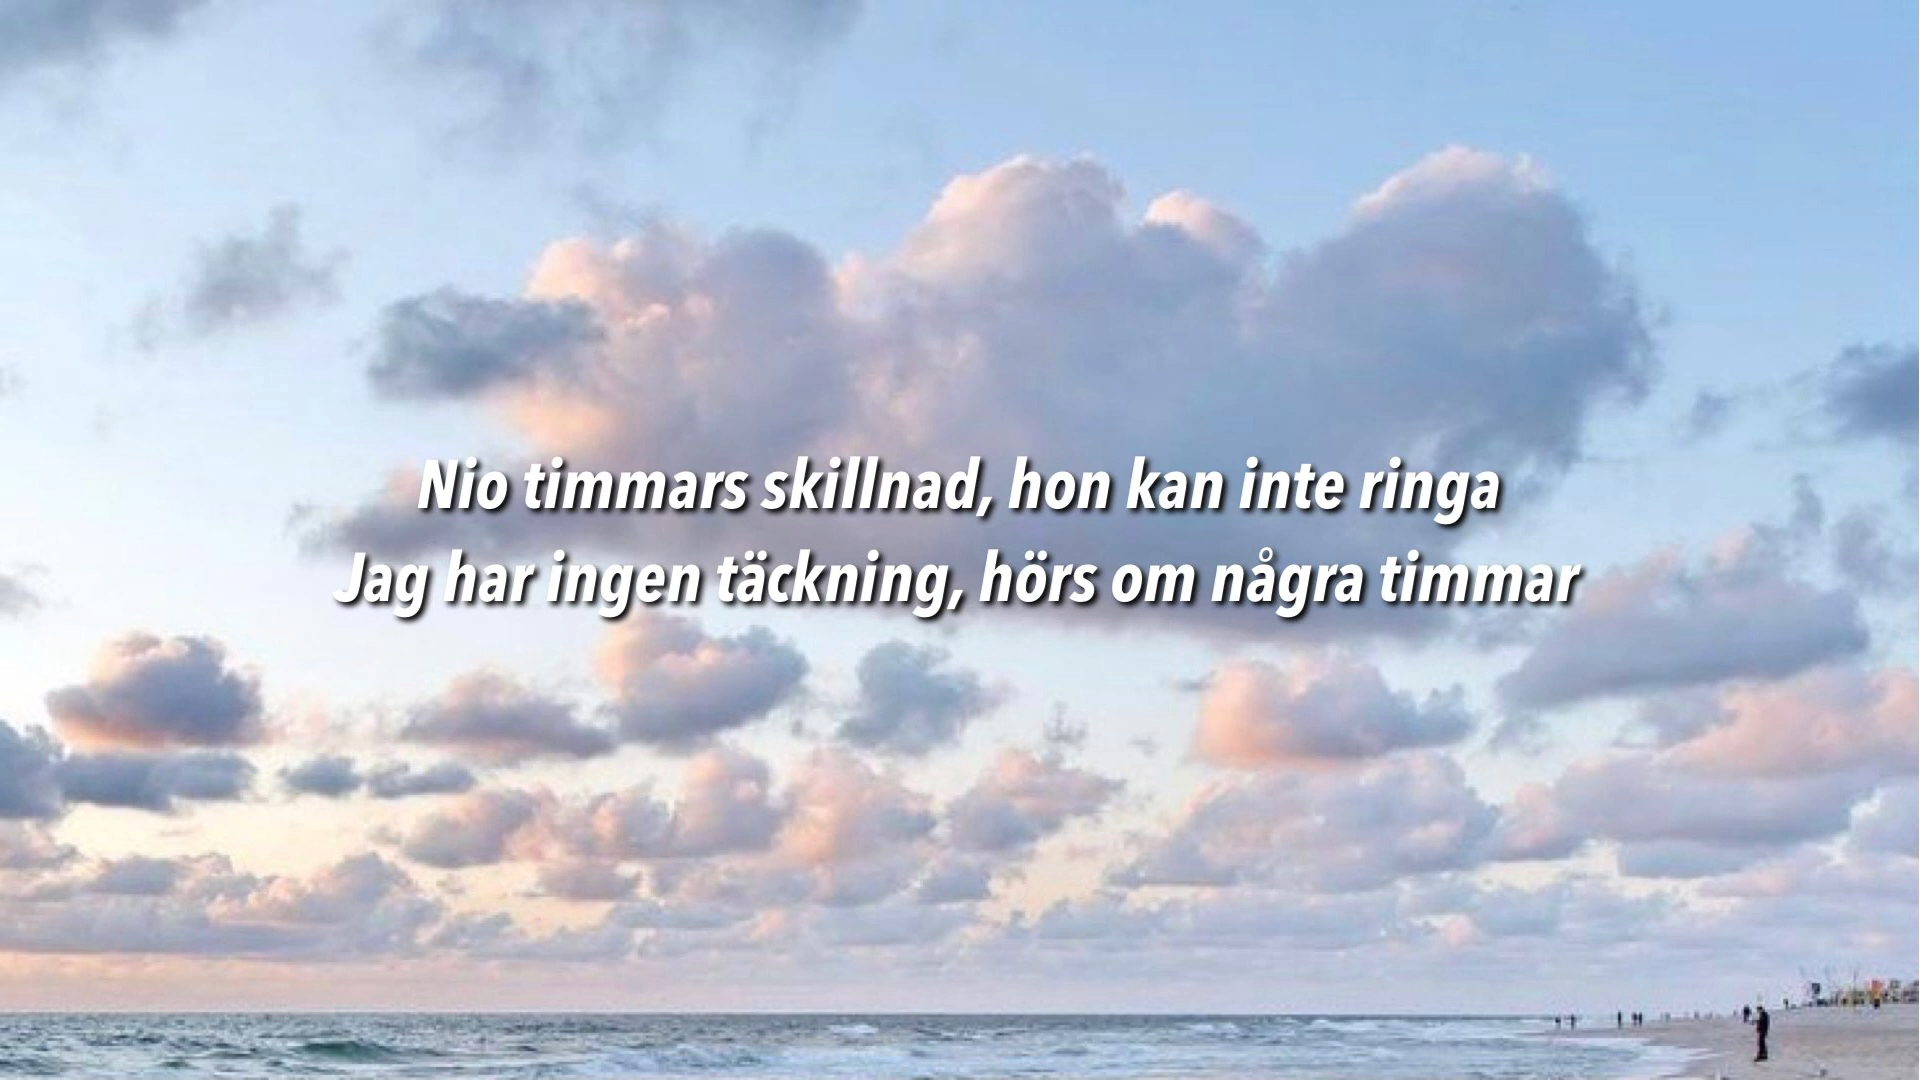 Nio timmars skillnad, hon kan inte ringa
Jag har ingen täckning, hörs om några timmar